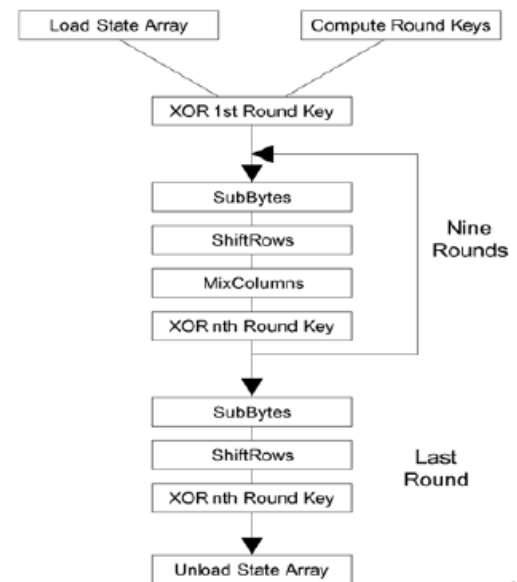 Load State Array
Compute Round Keys
XOR 1st Round Key
SubBytes
ShiftRows
MixColumns
XOR nth Round Key
Nine
Rounds
SubBytes
ShiftRows
XOR nth Round Key
Last
Round
Unload State Array